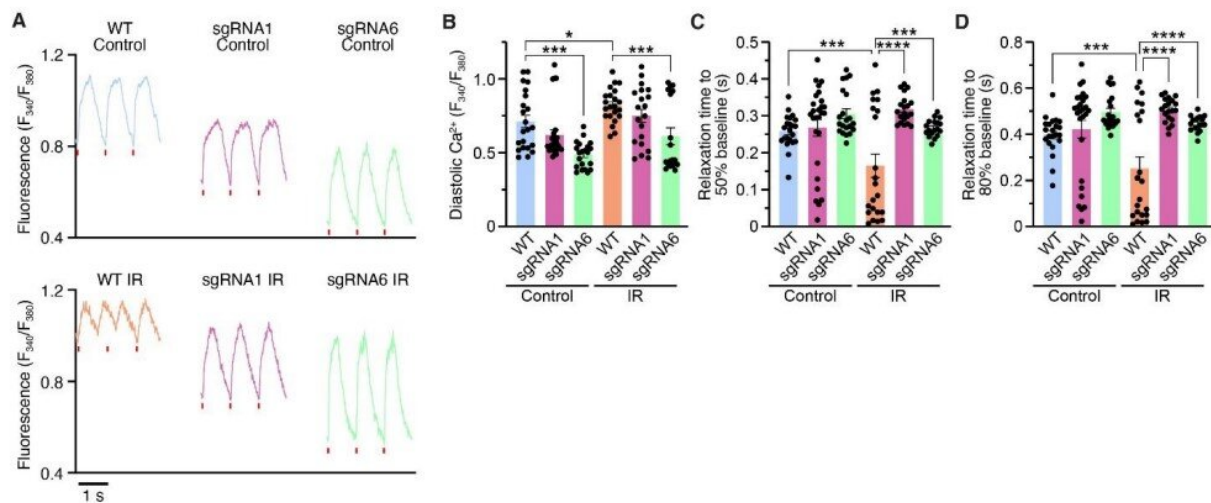 A
WT Control
sgRNA1 Control
sgRNA6 Control
Fluorescence (F340/F380)
1.2
0.8
0.4
WT IR
sgRNA1 IR
sgRNA6 IR
Fluorescence (F340/F380)
1.2
0.8
0.4
1 s
B
*
***
***
Diastolic Ca2+ (F340/F380)
1.0
0.5
0
WT
sgRNA1
sgRNA6
WT
sgRNA1
sgRNA6
Control
IR
C
***
***
****
Relaxation time to
50% baseline (s)
0.5
0.4
0.3
0.2
0.1
0
WT
sgRNA1
sgRNA6
WT
sgRNA1
sgRNA6
Control
IR
D
****
***
****
Relaxation time to
80% baseline (s)
0.8
0.6
0.4
0.2
0
WT
sgRNA1
sgRNA6
WT
sgRNA1
sgRNA6
Control
IR